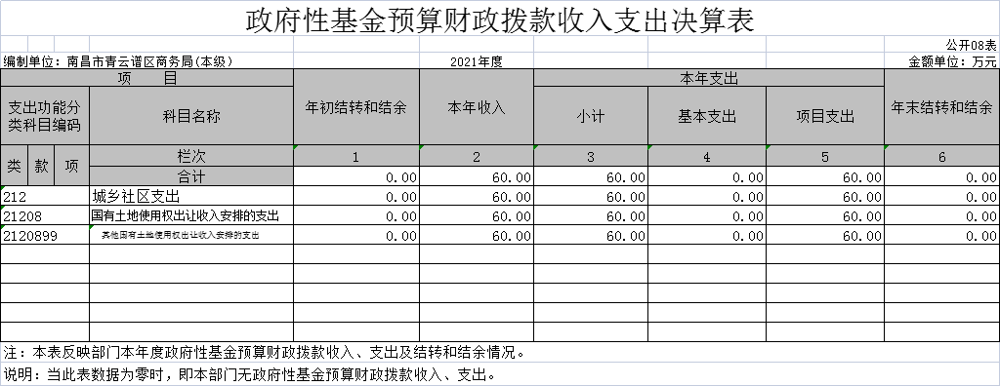 政府性基金预算财政拨款收入支出决算表
公开08表
编制单位：南昌市青云谱区商务局(本级） 2021年度 金额单位：万元
项 目 年初结转和结余 本年收入 本年支出 年末结转和结余
支出功能分类科目编码 科目名称 小计 基本支出 项目支出
类 款 项 栏次 1 2 3 4 5 6
合计 0.00 60.00 60.00 0.00 60.00 0.00
212 城乡社区支出 0.00 60.00 60.00 0.00 60.00 0.00
21208 国有土地使用权出让收入安排的支出 0.00 60.00 60.00 0.00 60.00 0.00
2120899 其他国有土地使用权出让收入安排的支出 0.00 60.00 60.00 0.00 60.00 0.00
注：本表反映部门本年度政府性基金预算财政拨款收入、支出及结转和结余情况。
说明：当此表数据为零时，即本部门无政府性基金预算财政拨款收入、支出。